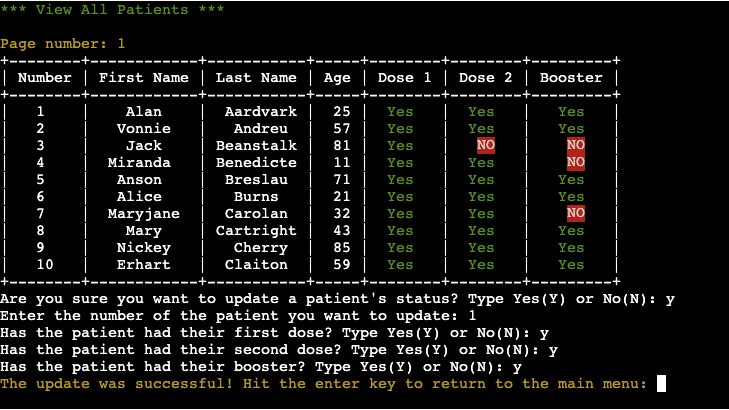 *** View All Patients ***
Page number: 1
+--------+------------+-----------+-----+--------+--------+---------+
| Number | First Name | Last Name | Age | Dose 1 | Dose 2 | Booster |
+--------+------------+-----------+-----+--------+--------+---------+
| 1 | Alan | Aardvark | 25 | Yes | Yes | Yes |
| 2 | Vonnie | Andreu | 57 | Yes | Yes | Yes |
| 3 | Jack | Beanstalk | 81 | Yes | NO | NO |
| 4 | Miranda | Benedicte | 11 | Yes | Yes | NO |
| 5 | Anson | Breslau | 71 | Yes | Yes | Yes |
| 6 | Alice | Burns | 21 | Yes | Yes | Yes |
| 7 | Maryjane | Carolan | 32 | Yes | Yes | NO |
| 8 | Mary | Cartright | 43 | Yes | Yes | Yes |
| 9 | Nickey | Cherry | 85 | Yes | Yes | Yes |
| 10 | Erhart | Claiton | 59 | Yes | Yes | Yes |
+--------+------------+-----------+-----+--------+--------+---------+
Are you sure you want to update a patient's status? Type Yes(Y) or No(N): y
Enter the number of the patient you want to update: 1
Has the patient had their first dose? Type Yes(Y) or No(N): y
Has the patient had their second dose? Type Yes(Y) or No(N): y
Has the patient had their booster? Type Yes(Y) or No(N): y
The update was successful! Hit the enter key to return to the main menu: